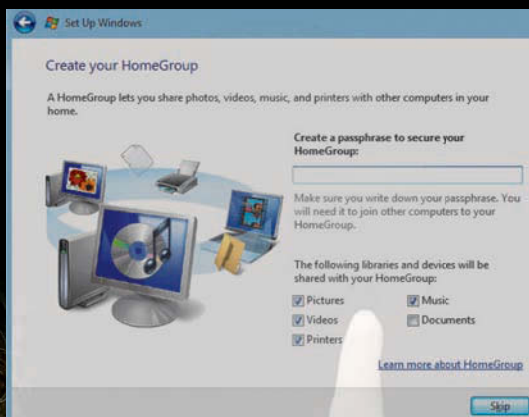 Set Up Windows
Create your HomeGroup
A HomeGroup lets you share photos, videos, music, and printers with other computers in your
home.
Create a passphrase to secure your
HomeGroup:
Make sure you write down your passphrase. You
will need it to join other computers to your
HomeGroup.
The following libraries and devices will be
shared with your HomeGroup:
Pictures
Music
Videos
Documents
Printers
Learn more about HomeGroup
Skip